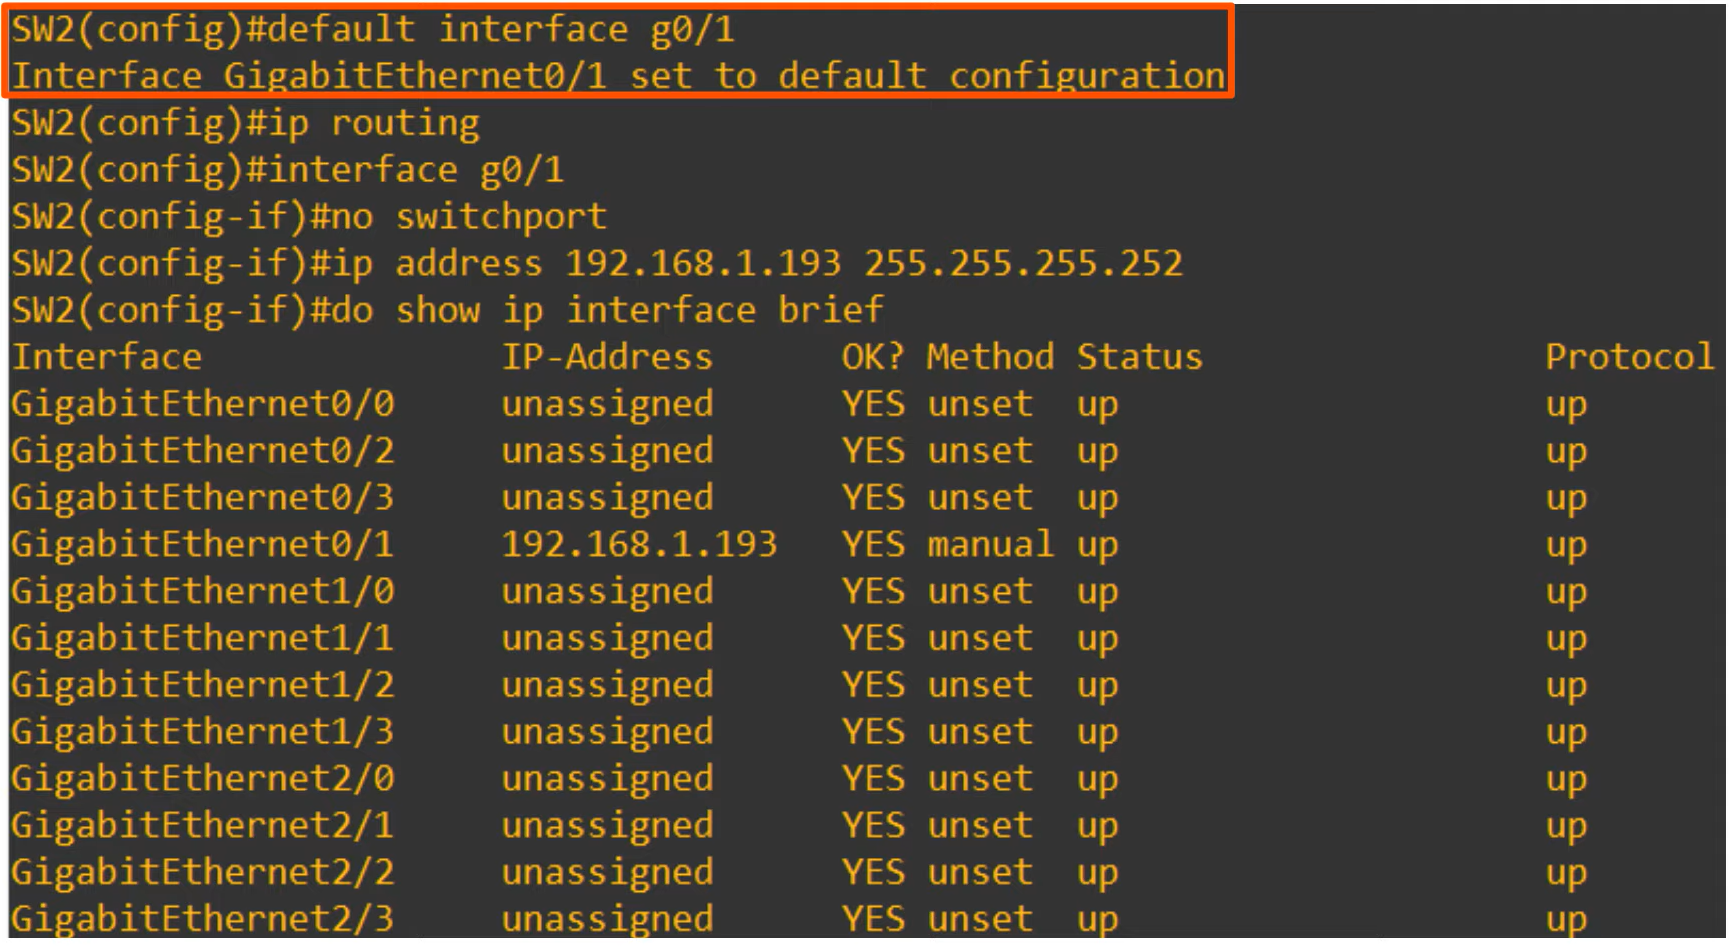 SW2(config)#default interface g0/1
Interface GigabitEthernet0/1 set to default configuration
SW2(config)#ip routing
SW2(config)#interface g0/1
SW2(config-if)#no switchport
SW2(config-if)#ip address 192.168.1.193 255.255.255.252
SW2(config-if)#do show ip interface brief
Interface IP-Address OK? Method Status Protocol
GigabitEthernet0/0 unassigned YES unset up up
GigabitEthernet0/2 unassigned YES unset up up
GigabitEthernet0/3 unassigned YES unset up up
GigabitEthernet0/1 192.168.1.193 YES manual up up
GigabitEthernet1/0 unassigned YES unset up up
GigabitEthernet1/1 unassigned YES unset up up
GigabitEthernet1/2 unassigned YES unset up up
GigabitEthernet1/3 unassigned YES unset up up
GigabitEthernet2/0 unassigned YES unset up up
GigabitEthernet2/1 unassigned YES unset up up
GigabitEthernet2/2 unassigned YES unset up up
GigabitEthernet2/3 unassigned YES unset up up